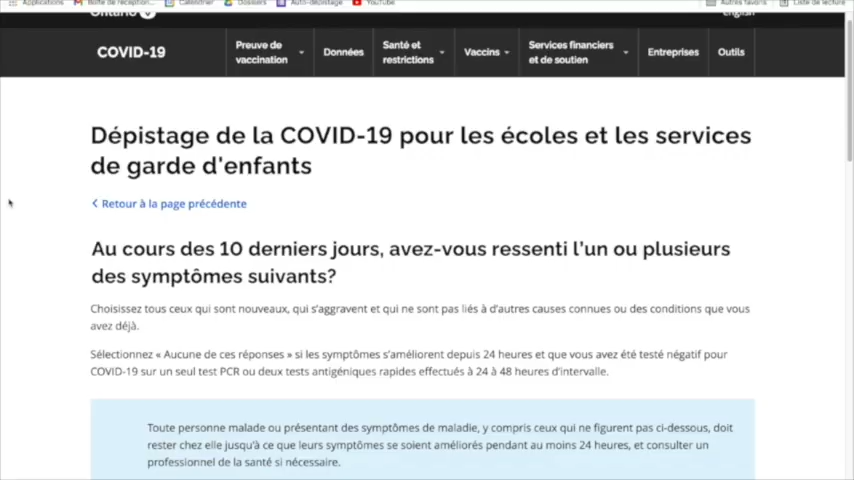 Applications
Boîte de réception...
Calendrier
Dossiers
Auto-dépistage
YouTube
Autres favoris
Liste de lecture
Ontario
English
COVID-19
Preuve de vaccination
Données
Santé et restrictions
Vaccins
Services financiers et de soutien
Entreprises
Outils
Dépistage de la COVID-19 pour les écoles et les services
de garde d'enfants
Retour à la page précédente
Au cours des 10 derniers jours, avez-vous ressenti l'un ou plusieurs
des symptômes suivants?
Choisissez tous ceux qui sont nouveaux, qui s'aggravent et qui ne sont pas liés à d'autres causes connues ou des conditions que vous
avez déjà.
Sélectionnez « Aucune de ces réponses » si les symptômes s'améliorent depuis 24 heures et que vous avez été testé négatif pour
COVID-19 sur un seul test PCR ou deux tests antigéniques rapides effectués à 24 à 48 heures d'intervalle.
Toute personne malade ou présentant des symptômes de maladie, y compris ceux qui ne figurent pas ci-dessous, doit
rester chez elle jusqu'à ce que leurs symptômes se soient améliorés pendant au moins 24 heures, et consulter un
professionnel de la santé si nécessaire.